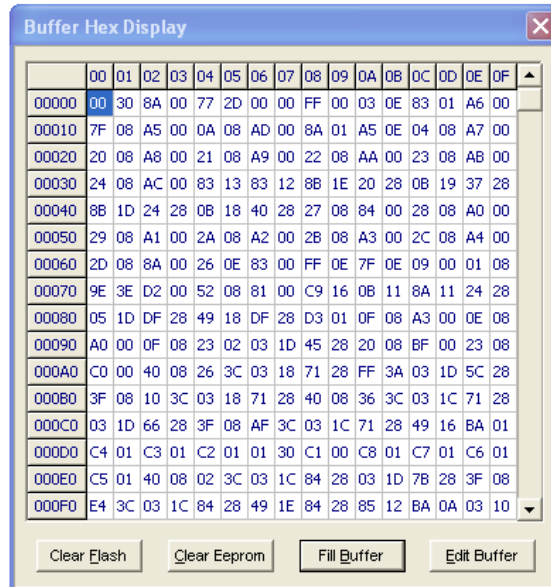 Buffer Hex Display
00 01 02 03 04 05 06 07 08 09 0A 0B 0C 0D 0E 0F
00000 00 30 8A 00 77 2D 00 00 FF 00 03 0E 83 01 A6 00
00010 7F 08 A5 00 0A 08 AD 00 8A 01 A5 0E 04 08 A7 00
00020 20 08 A8 00 21 08 A9 00 22 08 AA 00 23 08 AB 00
00030 24 08 AC 00 83 13 83 12 8B 1E 20 28 0B 19 37 28
00040 8B 1D 24 28 0B 18 40 28 27 08 84 00 28 08 A0 00
00050 29 08 A1 00 2A 08 A2 00 2B 08 A3 00 2C 08 A4 00
00060 2D 08 8A 00 26 0E 83 00 FF 0E 7F 0E 09 00 01 08
00070 9E 3E D2 00 52 08 81 00 C9 16 0B 11 8A 11 24 28
00080 05 1D DF 28 49 18 DF 28 D3 01 0F 08 A3 00 0E 08
00090 A0 00 0F 08 23 02 03 1D 45 28 20 08 BF 00 23 08
000A0 C0 00 40 08 26 3C 03 18 71 28 FF 3A 03 1D 5C 28
000B0 3F 08 10 3C 03 18 71 28 40 08 36 3C 03 1C 71 28
000C0 03 1D 66 28 3F 08 AF 3C 03 1C 71 28 49 16 BA 01
000D0 C4 01 C3 01 C2 01 01 30 C1 00 C8 01 C7 01 C6 01
000E0 C5 01 40 08 02 3C 03 1C 84 28 03 1D 7B 28 3F 08
000F0 E4 3C 03 1C 84 28 49 1E 84 28 85 12 BA 0A 03 10
Clear Flash Clear Eeprom Fill Buffer Edit Buffer